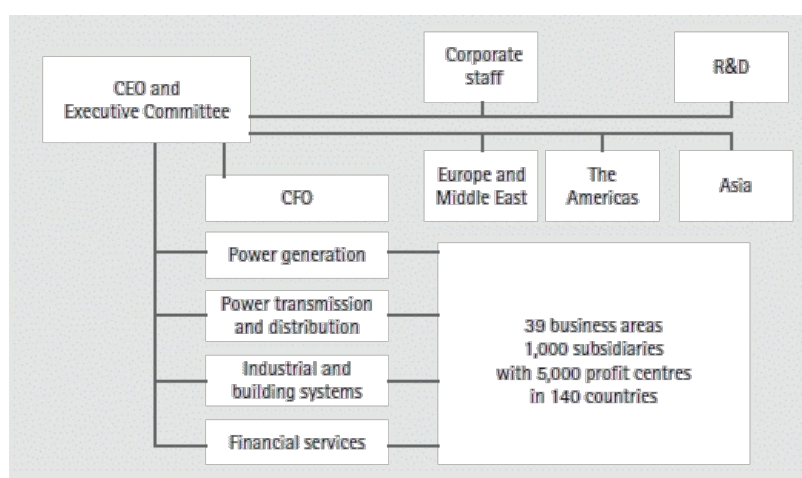 Corporate
staff
R&D
CEO and
Executive Committee
Europe and
Middle East
The
Americas
Asia
CFO
Power generation
Power transmission
and distribution
Industrial and
building systems
Financial services
39 business areas
1,000 subsidiaries
with 5,000 profit centres
in 140 countries